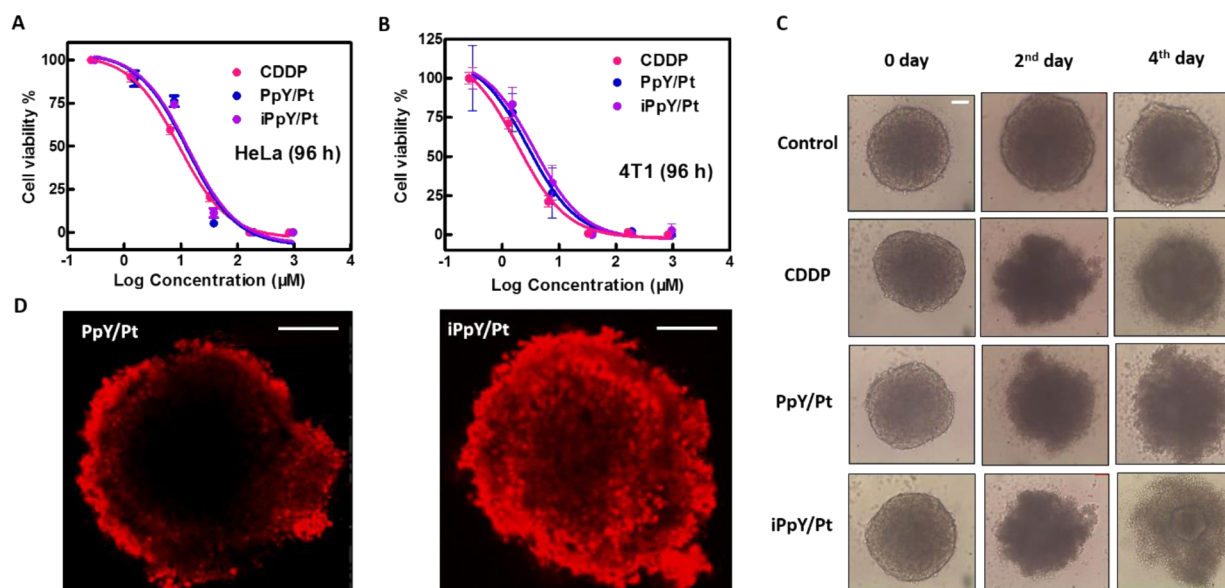 A
100
75
50
25
0
Cell viability %
CDDP
PpY/Pt
iPpY/Pt
HeLa (96 h)
-1 0 1 2 3 4
Log Concentration (µM)
B
125
100
75
50
25
0
Cell viability %
CDDP
PpY/Pt
iPpY/Pt
4T1 (96 h)
-1 0 1 2 3 4
Log Concentration (µM)
C
0 day 2nd day 4th day
Control
CDDP
PpY/Pt
iPpY/Pt
D
PpY/Pt
iPpY/Pt